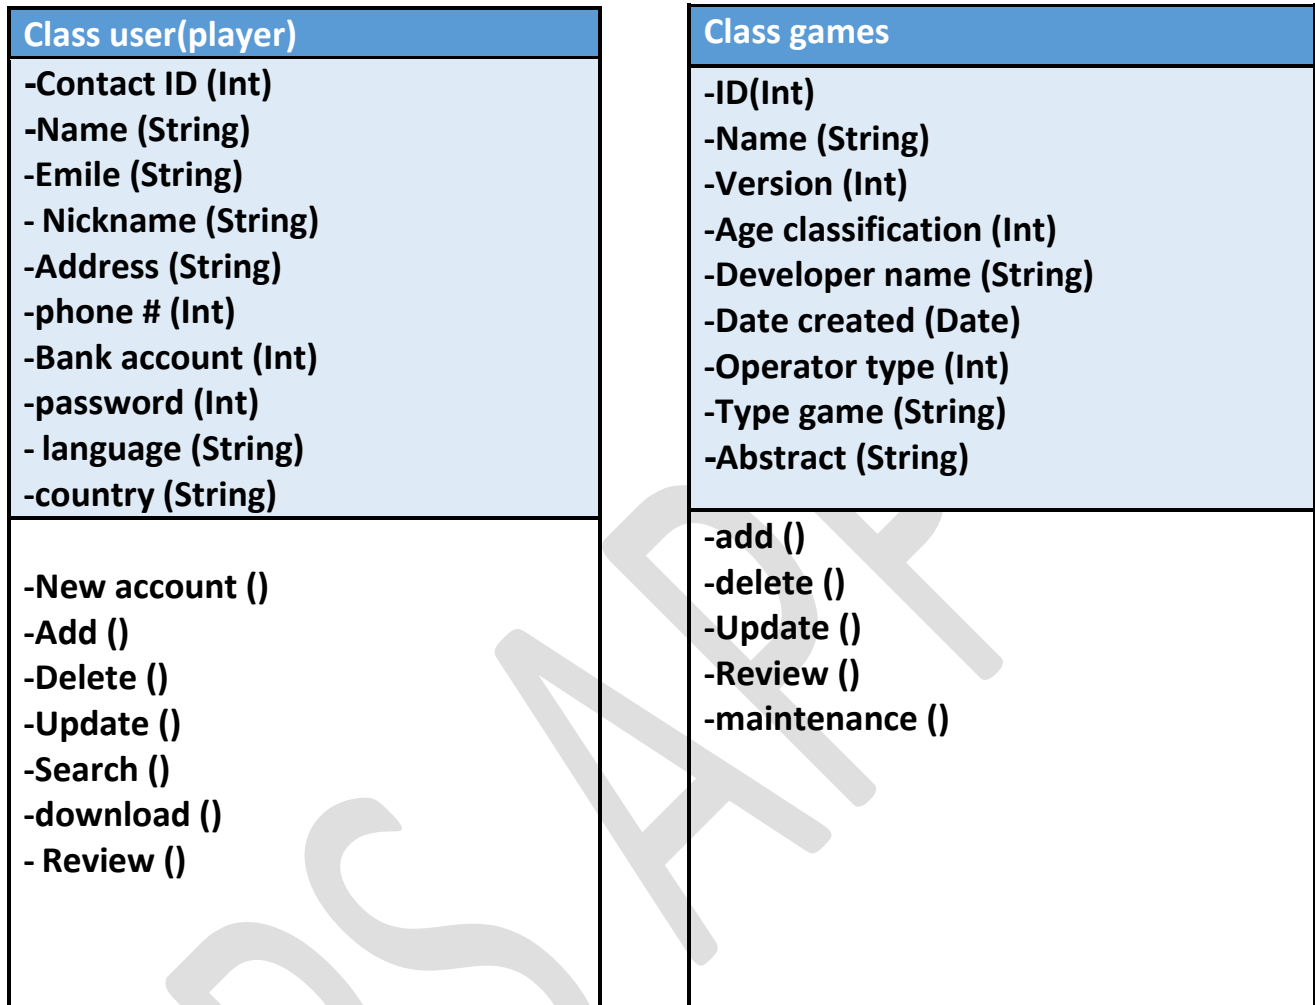 Class user(player)
-Contact ID (Int)
-Name (String)
-Emile (String)
- Nickname (String)
-Address (String)
-phone # (Int)
-Bank account (Int)
-password (Int)
- language (String)
-country (String)
-New account ()
-Add ()
-Delete ()
-Update ()
-Search ()
-download ()
- Review ()
Class games
-ID(Int)
-Name (String)
-Version (Int)
-Age classification (Int)
-Developer name (String)
-Date created (Date)
-Operator type (Int)
-Type game (String)
-Abstract (String)
-add ()
-delete ()
-Update ()
-Review ()
-maintenance ()
PS APP